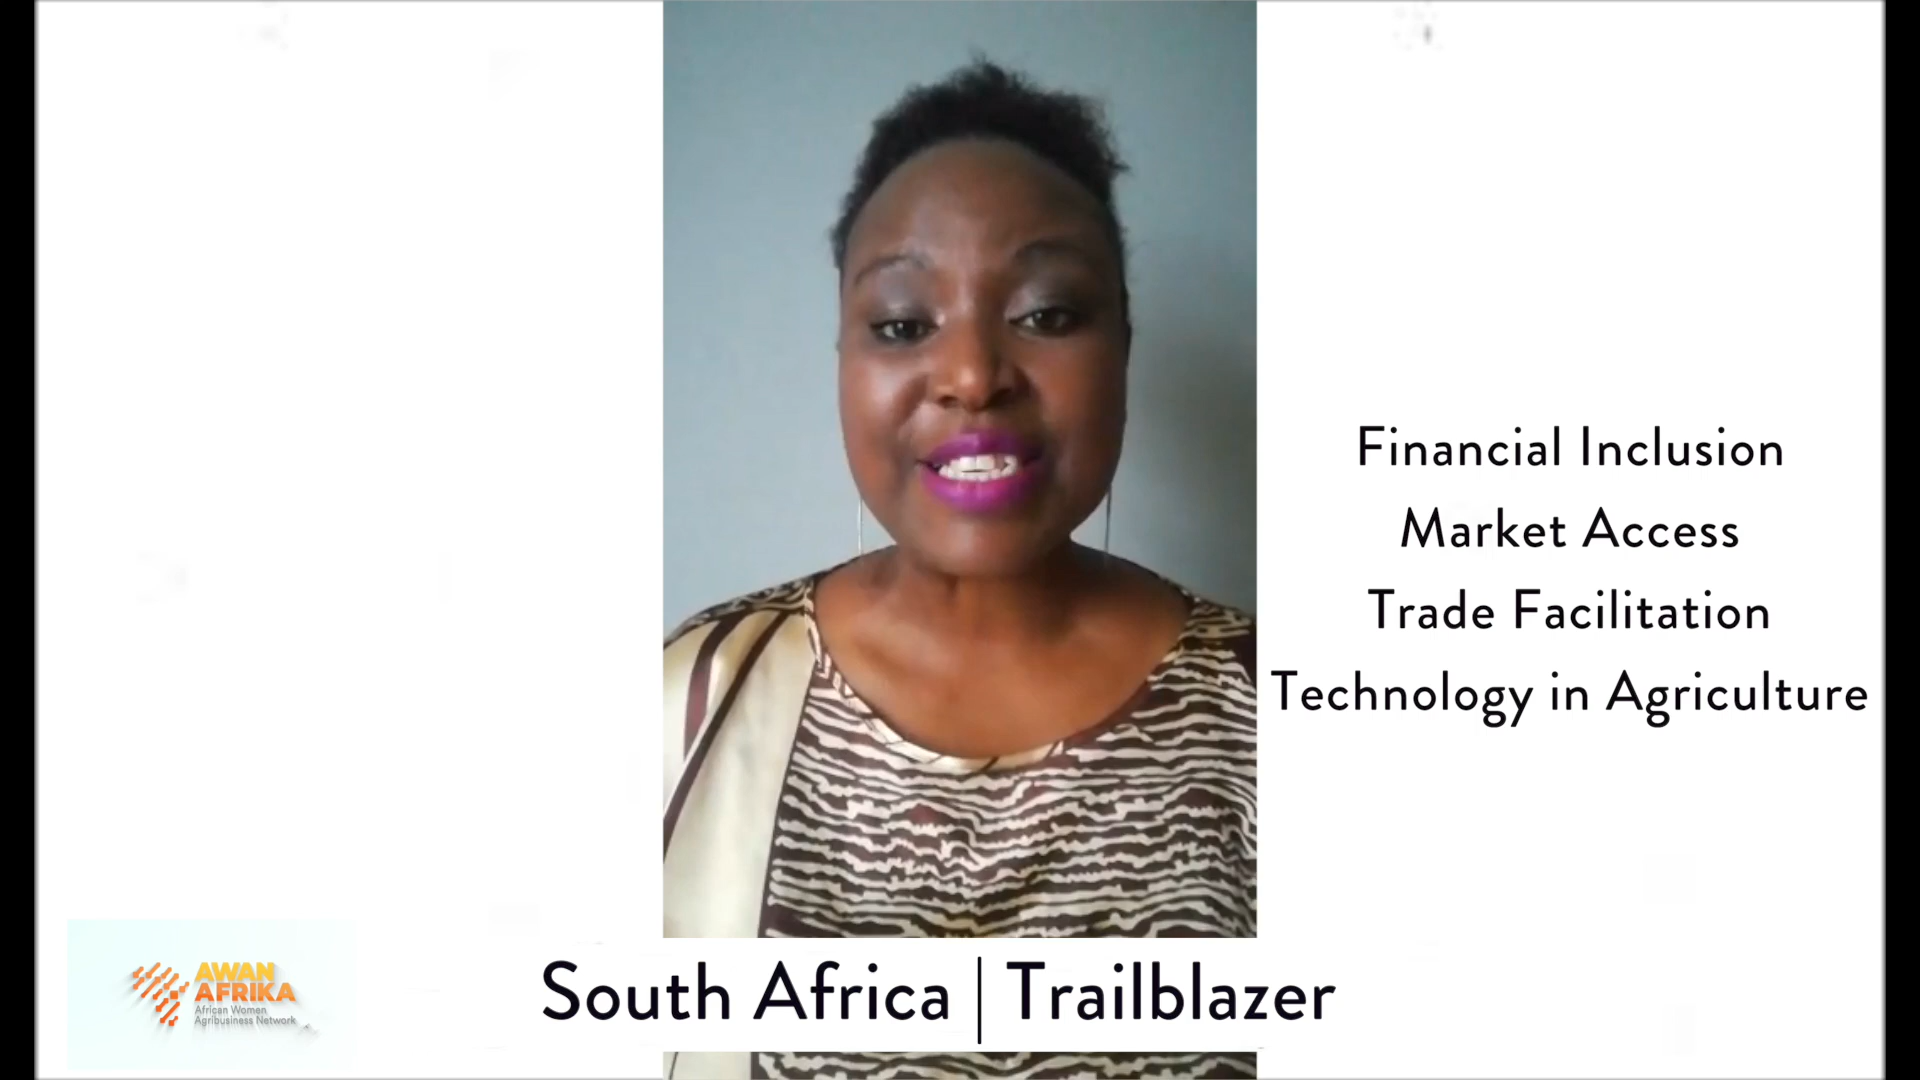 Financial Inclusion
Market Access
Trade Facilitation
Technology in Agriculture
South Africa | Trailblazer
AWAN
AFRIKA
African Women
Agribusiness Network